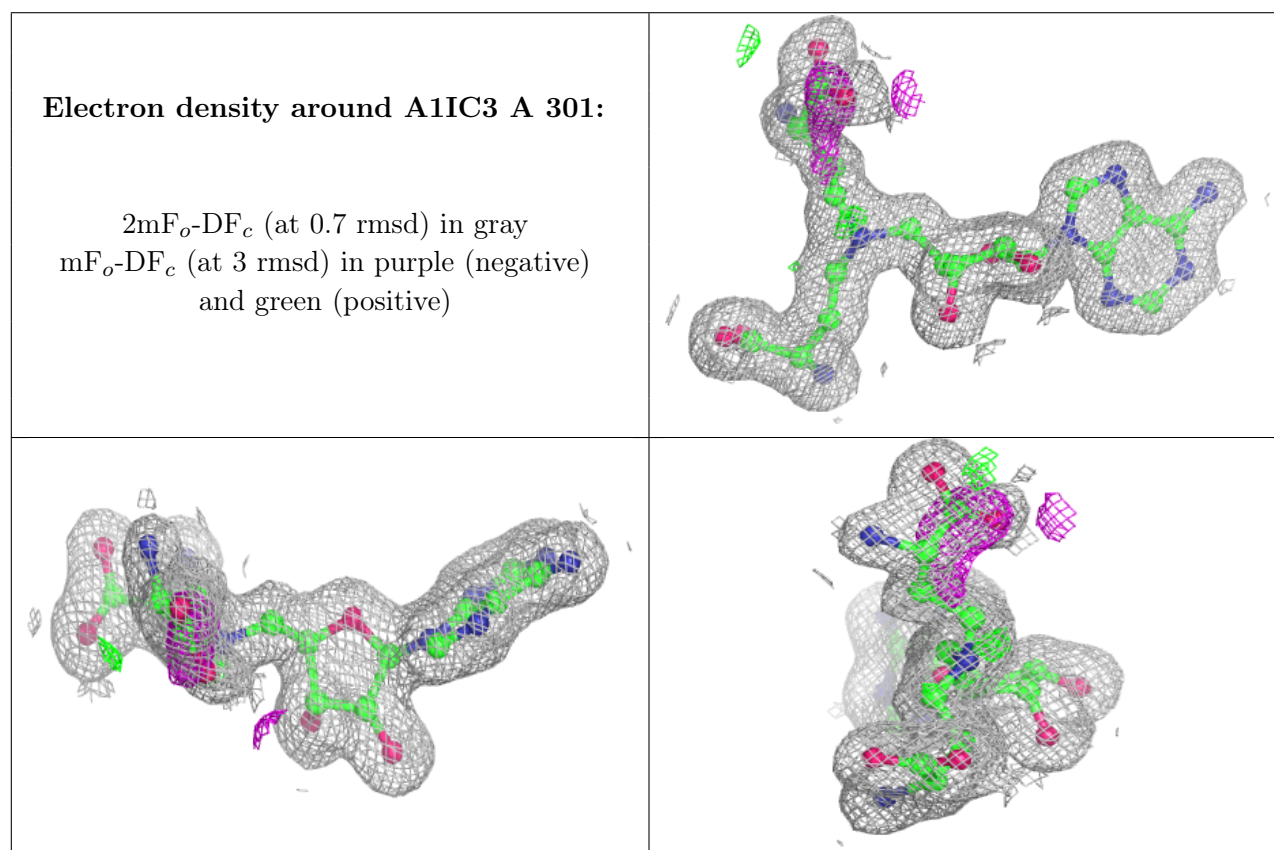 Electron density around A1IC3 A 301:
2mFₒ-DF𝒸 (at 0.7 rmsd) in gray
mFₒ-DF𝒸 (at 3 rmsd) in purple (negative)
and green (positive)